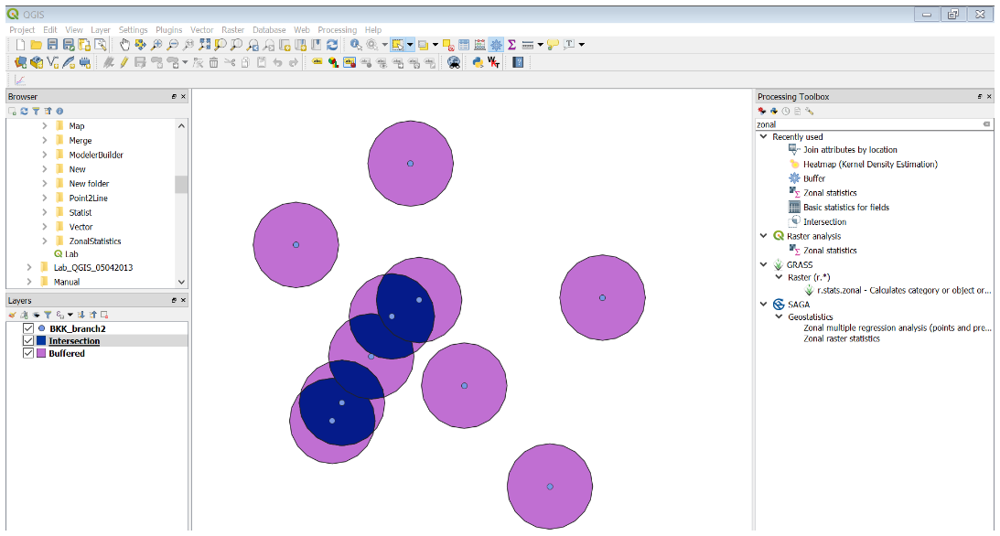 QGIS
Project Edit View Layer Settings Plugins Vector Raster Database Web Processing Help
Browser
Map
Merge
ModelerBuilder
New
New folder
Point2Line
Statist
Vector
ZonalStatistics
Lab
Lab_QGIS_05042013
Manual
Layers
BKK_branch2
Intersection
Buffered
Processing Toolbox
zonal
Recently used
Join attributes by location
Heatmap (Kernel Density Estimation)
Buffer
Zonal statistics
Basic statistics for fields
Intersection
Raster analysis
Zonal statistics
GRASS
Raster (r.*)
r.stats.zonal - Calculates category or object or...
SAGA
Geostatistics
Zonal multiple regression analysis (points and pre...
Zonal raster statistics